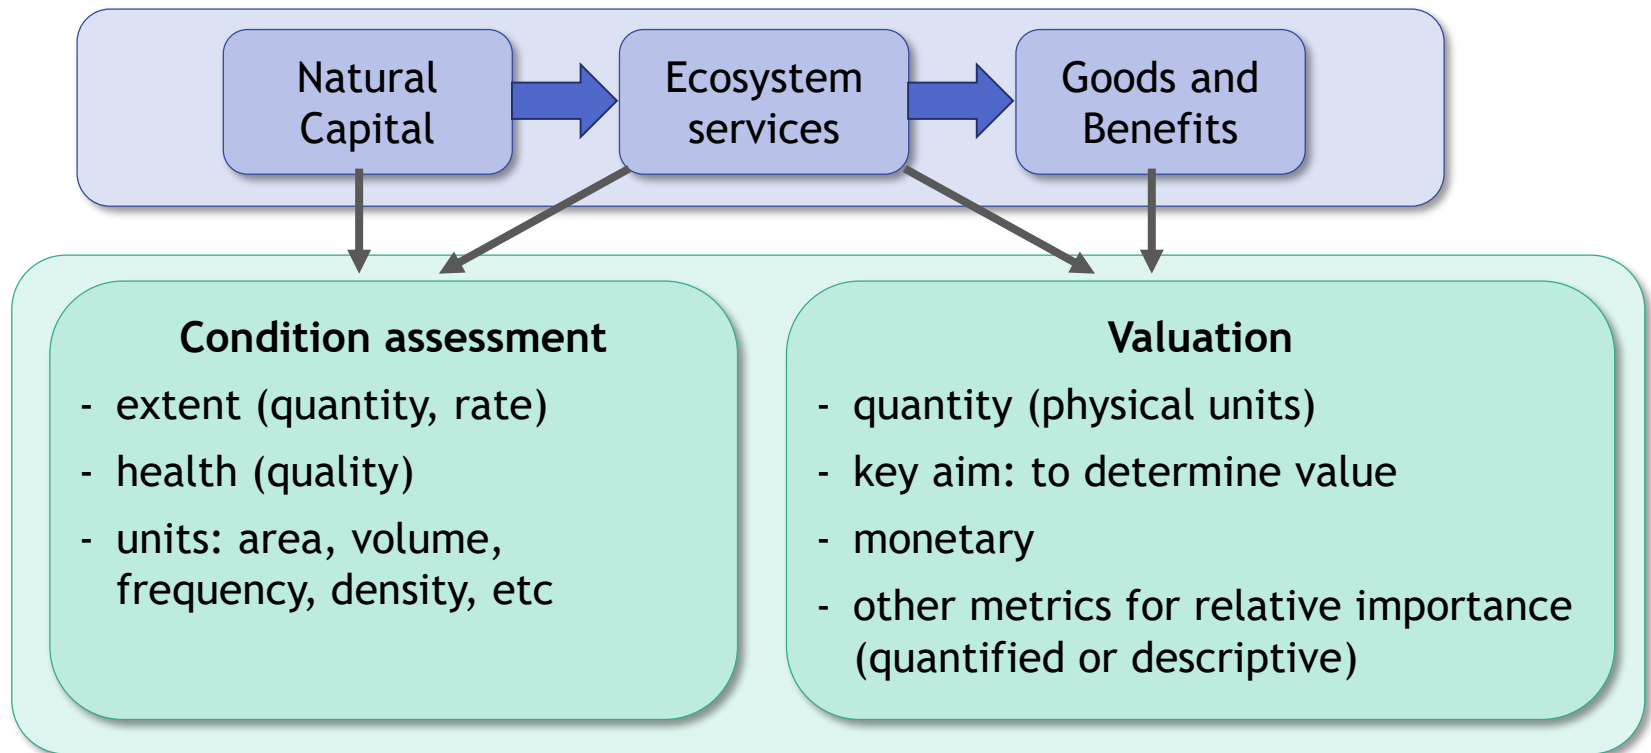 Natural
Capital
Ecosystem
services
Goods and
Benefits
Condition assessment
- extent (quantity, rate)
- health (quality)
- units: area, volume,
frequency, density, etc
Valuation
- quantity (physical units)
- key aim: to determine value
- monetary
- other metrics for relative importance
(quantified or descriptive)